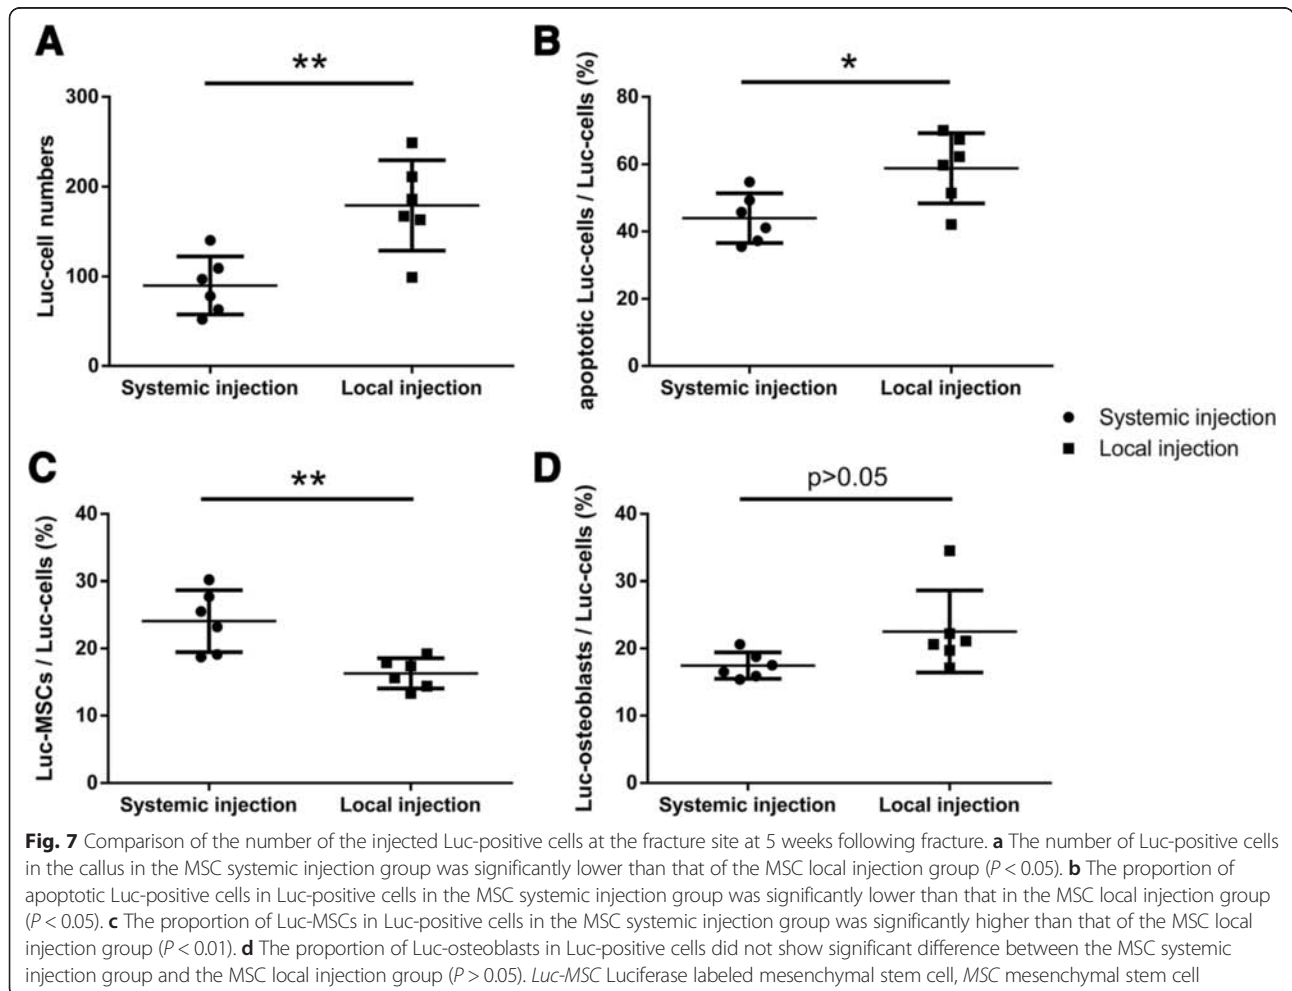 A
**
300
200
100
0
Luc-cell numbers
Systemic injection
Local injection
B
*
80
60
40
20
0
apoptotic Luc-cells / Luc-cells (%)
Systemic injection
Local injection
Systemic injection
Local injection
C
**
40
30
20
10
0
Luc-MSCs / Luc-cells (%)
Systemic injection
Local injection
D
p>0.05
40
30
20
10
0
Luc-osteoblasts / Luc-cells (%)
Systemic injection
Local injection
Fig. 7 Comparison of the number of the injected Luc-positive cells at the fracture site at 5 weeks following fracture. a The number of Luc-positive cells
in the callus in the MSC systemic injection group was significantly lower than that of the MSC local injection group (P < 0.05). b The proportion of
apoptotic Luc-positive cells in Luc-positive cells in the MSC systemic injection group was significantly lower than that in the MSC local injection group
(P < 0.05). c The proportion of Luc-MSCs in Luc-positive cells in the MSC systemic injection group was significantly higher than that of the MSC local
injection group (P < 0.01). d The proportion of Luc-osteoblasts in Luc-positive cells did not show significant difference between the MSC systemic
injection group and the MSC local injection group (P > 0.05). Luc-MSC Luciferase labeled mesenchymal stem cell, MSC mesenchymal stem cell